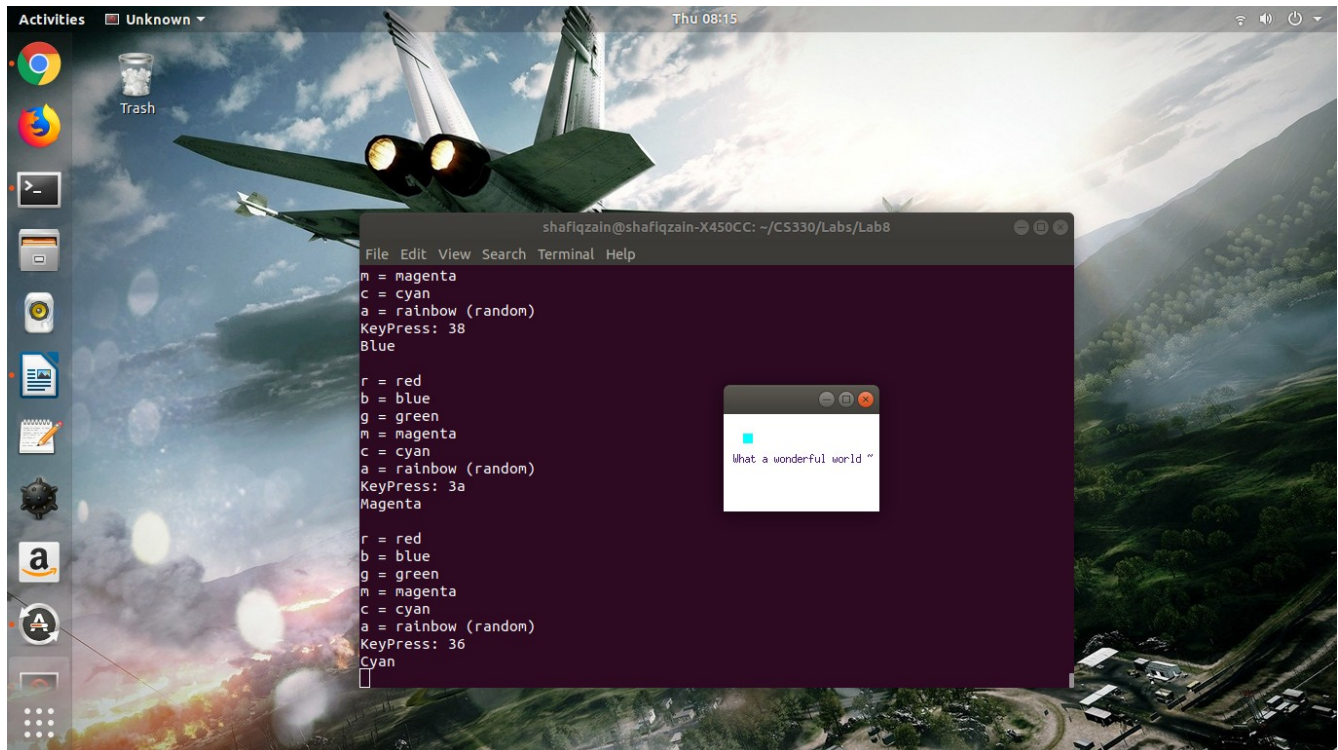 Activities Unknown Thu 08:15
Trash
shafiqzain@shafiqzain-X450CC: ~/CS330/Labs/Lab8
File Edit View Search Terminal Help
m = magenta
c = cyan
a = rainbow (random)
KeyPress: 38
Blue
r = red
b = blue
g = green
m = magenta
c = cyan
a = rainbow (random)
KeyPress: 3a
Magenta
r = red
b = blue
g = green
m = magenta
c = cyan
a = rainbow (random)
KeyPress: 36
Cyan
What a wonderful world ~
a